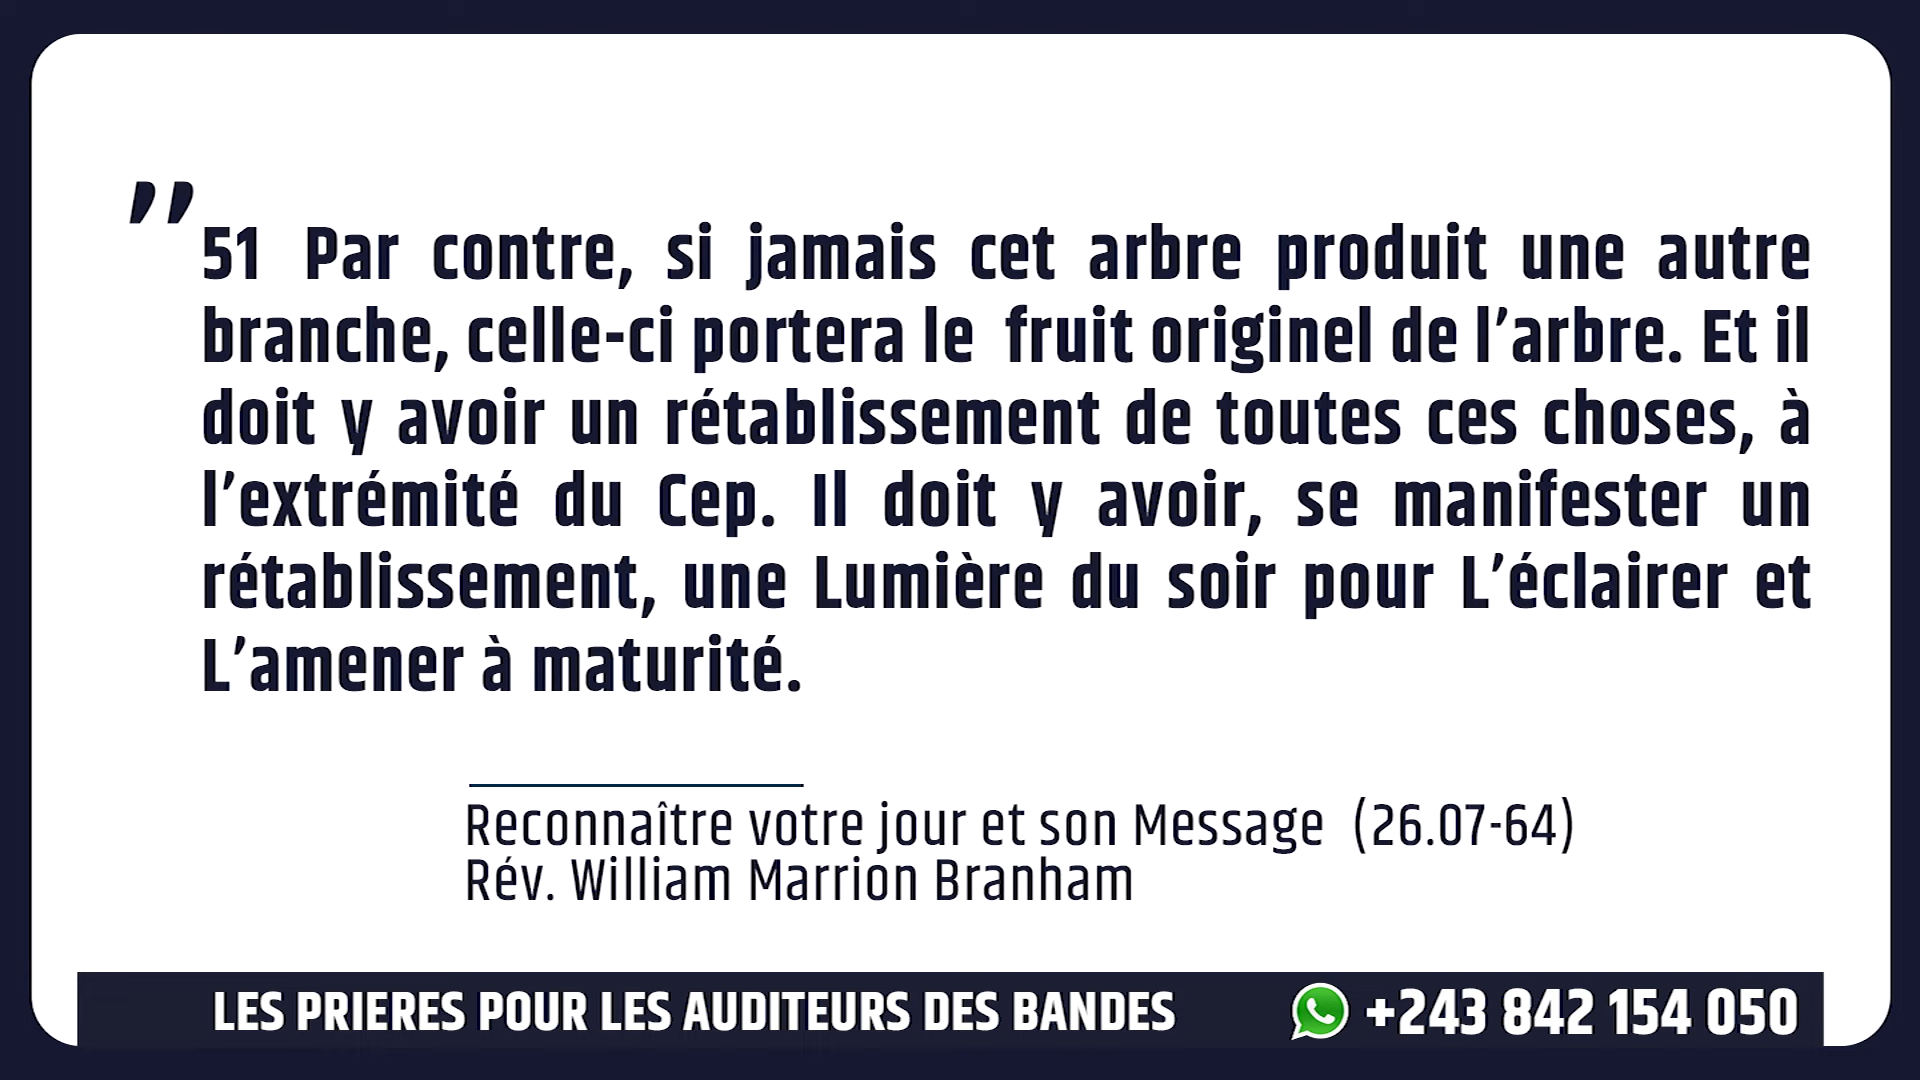 ”
51 Par contre, si jamais cet arbre produit une autre
branche, celle-ci portera le fruit originel de l’arbre. Et il
doit y avoir un rétablissement de toutes ces choses, à
l’extrémité du Cep. Il doit y avoir, se manifester un
rétablissement, une Lumière du soir pour L’éclairer et
L’amener à maturité.
Reconnaître votre jour et son Message (26.07-64)
Rév. William Marrion Branham
LES PRIERES POUR LES AUDITEURS DES BANDES
+243 842 154 050